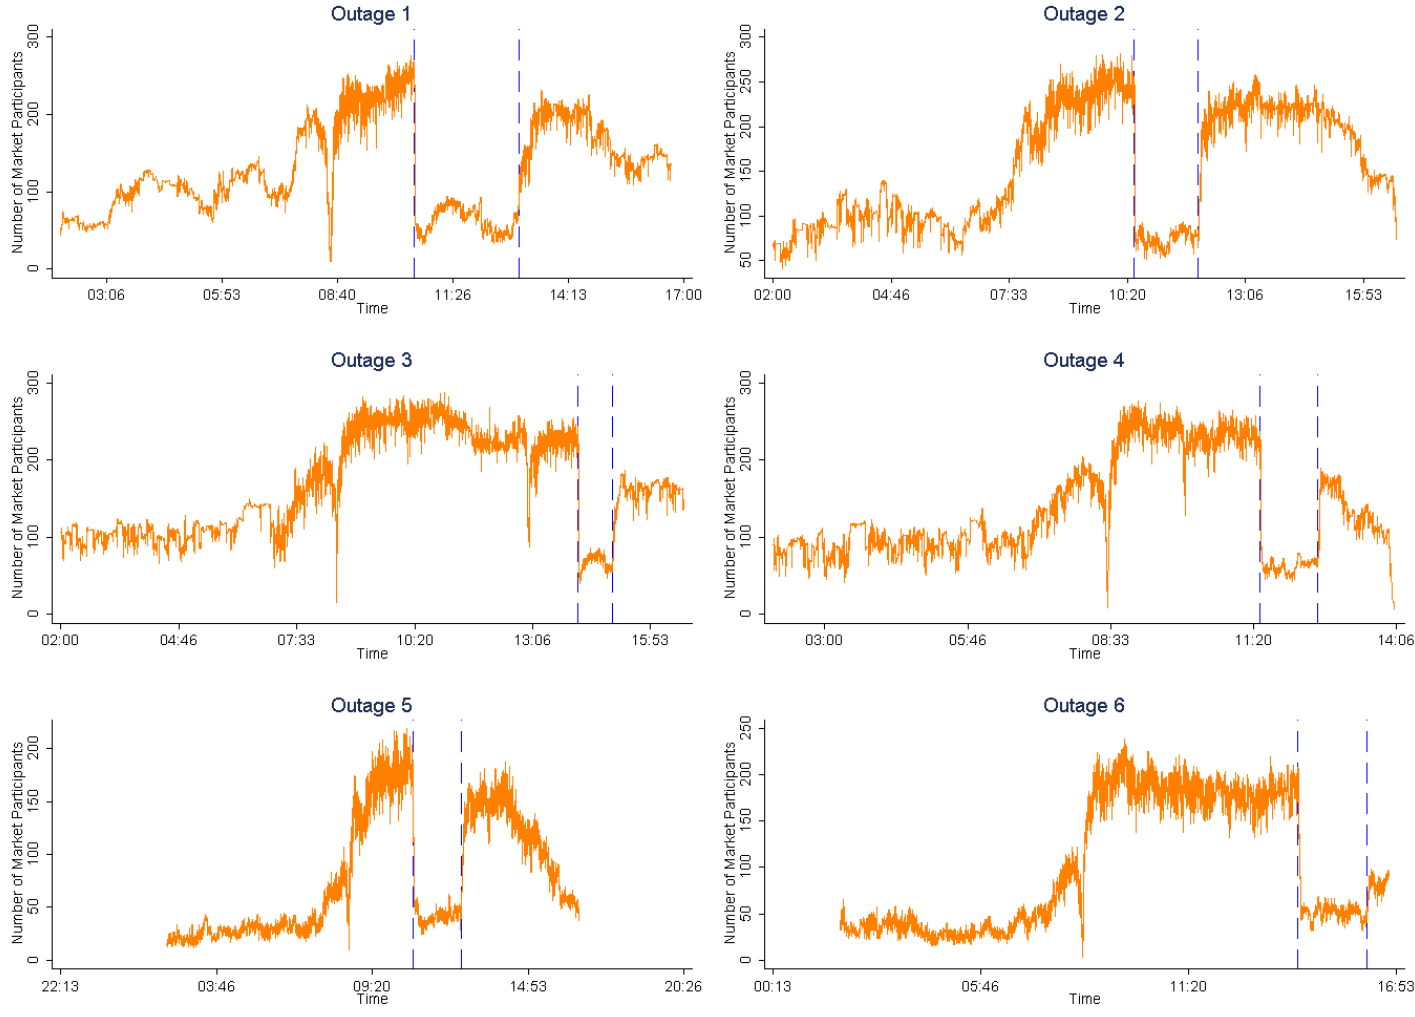 Outage 1
Number of Market Participants
300
200
100
0
03:06 05:53 08:40 11:26 14:13 17:00
Time
Outage 2
Number of Market Participants
300
250
200
150
100
50
02:00 04:46 07:33 10:20 13:06 15:53
Time
Outage 3
Number of Market Participants
300
200
100
0
02:00 04:46 07:33 10:20 13:06 15:53
Time
Outage 4
Number of Market Participants
300
200
100
0
03:00 05:46 08:33 11:20 14:06
Time
Outage 5
Number of Market Participants
200
150
100
50
0
22:13 03:46 09:20 14:53 20:26
Time
Outage 6
Number of Market Participants
250
200
150
100
50
0
00:13 05:46 11:20 16:53
Time